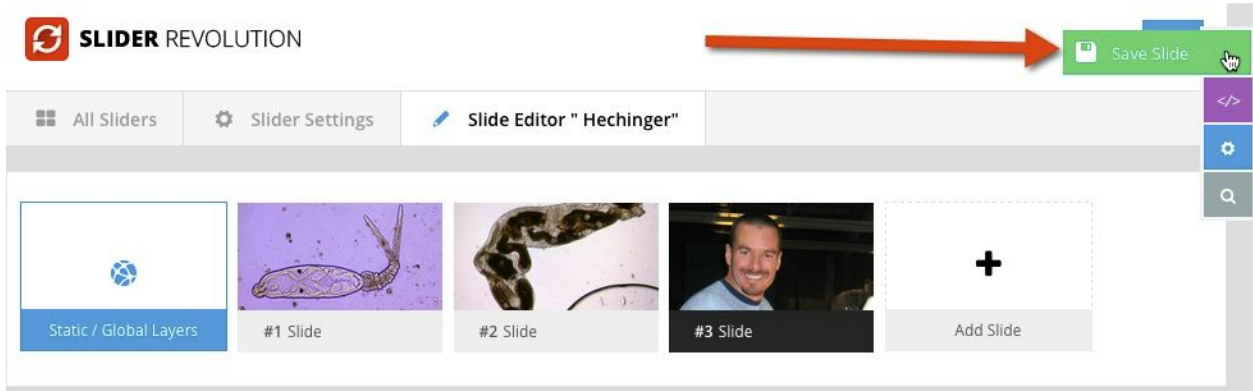 SLIDER REVOLUTION
Save Slide
</>
All Sliders
Slider Settings
Slide Editor " Hechinger"
Static / Global Layers
#1 Slide
#2 Slide
#3 Slide
Add Slide